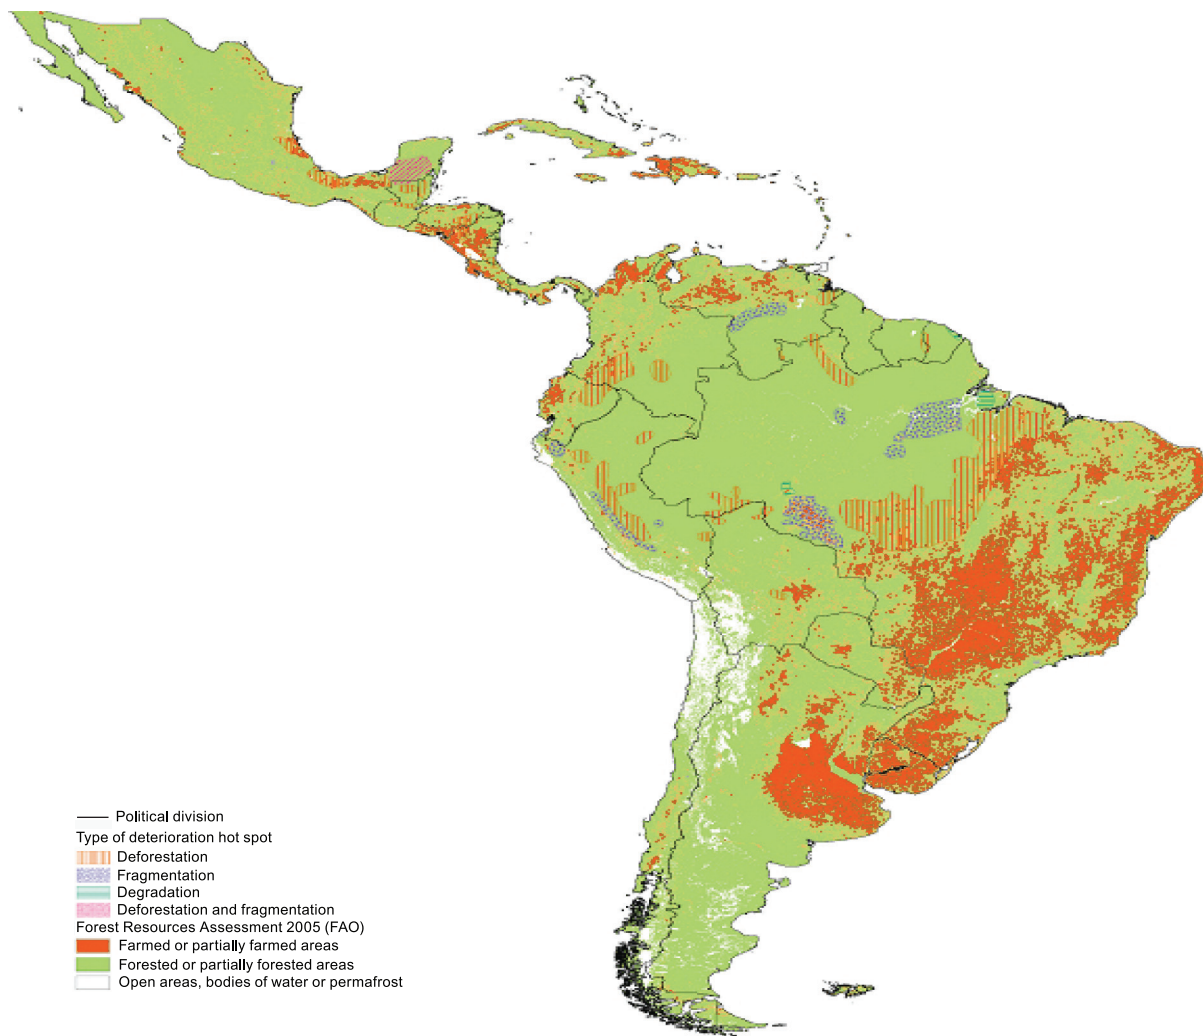 Political division
Type of deterioration hot spot
Deforestation
Fragmentation
Degradation
Deforestation and fragmentation
Forest Resources Assessment 2005 (FAO)
Farmed or partially farmed areas
Forested or partially forested areas
Open areas, bodies of water or permafrost